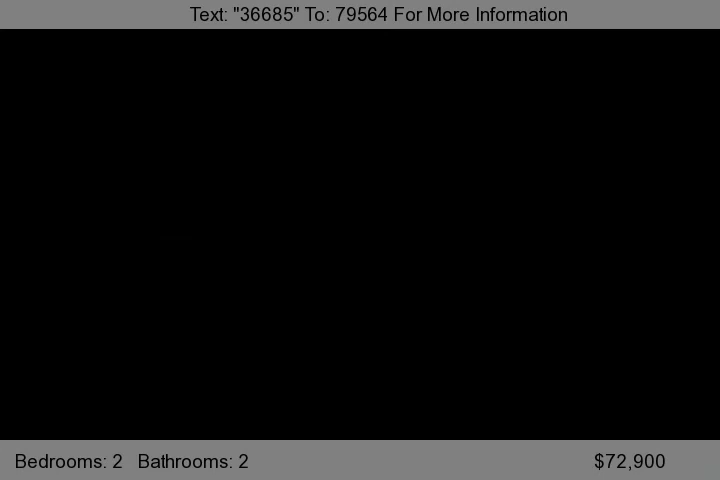 Text: "36685" To: 79564 For More Information
Bedrooms: 2 Bathrooms: 2 $72,900